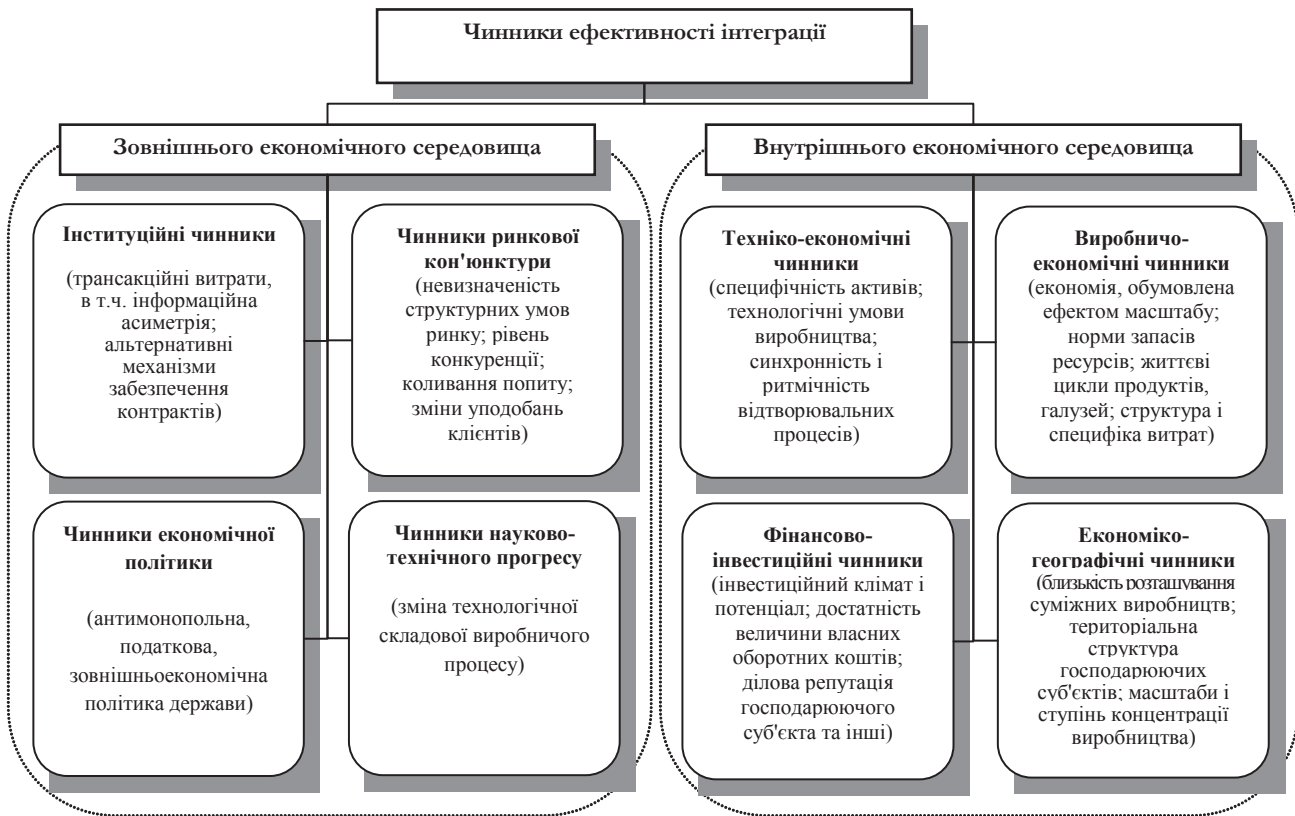 Чинники ефективності інтеграції
Зовнішнього економічного середовища
Внутрішнього економічного середовища
Інституційні чинники
(трансакційні витрати,
в т.ч. інформаційна
асиметрія;
альтернативні
механізми
забезпечення
контрактів)
Чинники ринкової
кон'юнктури
(невизначеність
структурних умов
ринку; рівень
конкуренції;
коливання попиту;
зміни уподобань
клієнтів)
Техніко-економічні
чинники
(специфічність активів;
технологічні умови
виробництва;
синхронність і
ритмічність
відтворювальних
процесів)
Виробничо-
економічні чинники
(економія, обумовлена
ефектом масштабу;
норми запасів
ресурсів; життєві
цикли продуктів,
галузей; структура і
специфіка витрат)
Чинники економічної
політики
(антимонопольна,
податкова,
зовнішньоекономічна
політика держави)
Чинники науково-
технічного прогресу
(зміна технологічної
складової виробничого
процесу)
Фінансово-
інвестиційні чинники
(інвестиційний клімат і
потенціал; достатність
величини власних
оборотних коштів;
ділова репутація
господарюючого
суб'єкта та інші)
Економіко-
географічні чинники
(близькість розташування
суміжних виробництв;
територіальна
структура
господарюючих
суб'єктів; масштаби і
ступінь концентрації
виробництва)